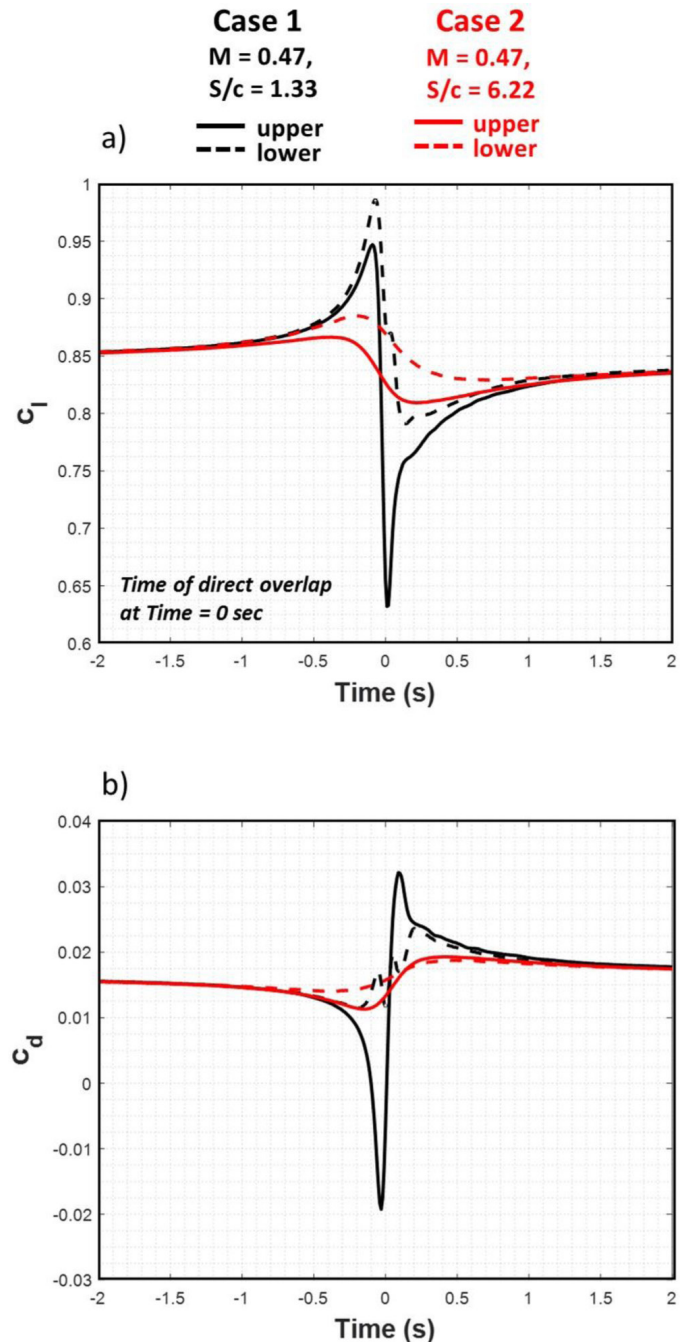 Case 1
M = 0.47,
S/c = 1.33
upper
lower
Case 2
M = 0.47,
S/c = 6.22
upper
lower
a)
1
0.95
0.9
0.85
0.8
0.75
0.7
0.65
0.6
c_l
Time of direct overlap
at Time = 0 sec
-2 -1.5 -1 -0.5 0 0.5 1 1.5 2
Time (s)
b)
0.04
0.03
0.02
0.01
0
-0.01
-0.02
-0.03
c_d
-2 -1.5 -1 -0.5 0 0.5 1 1.5 2
Time (s)